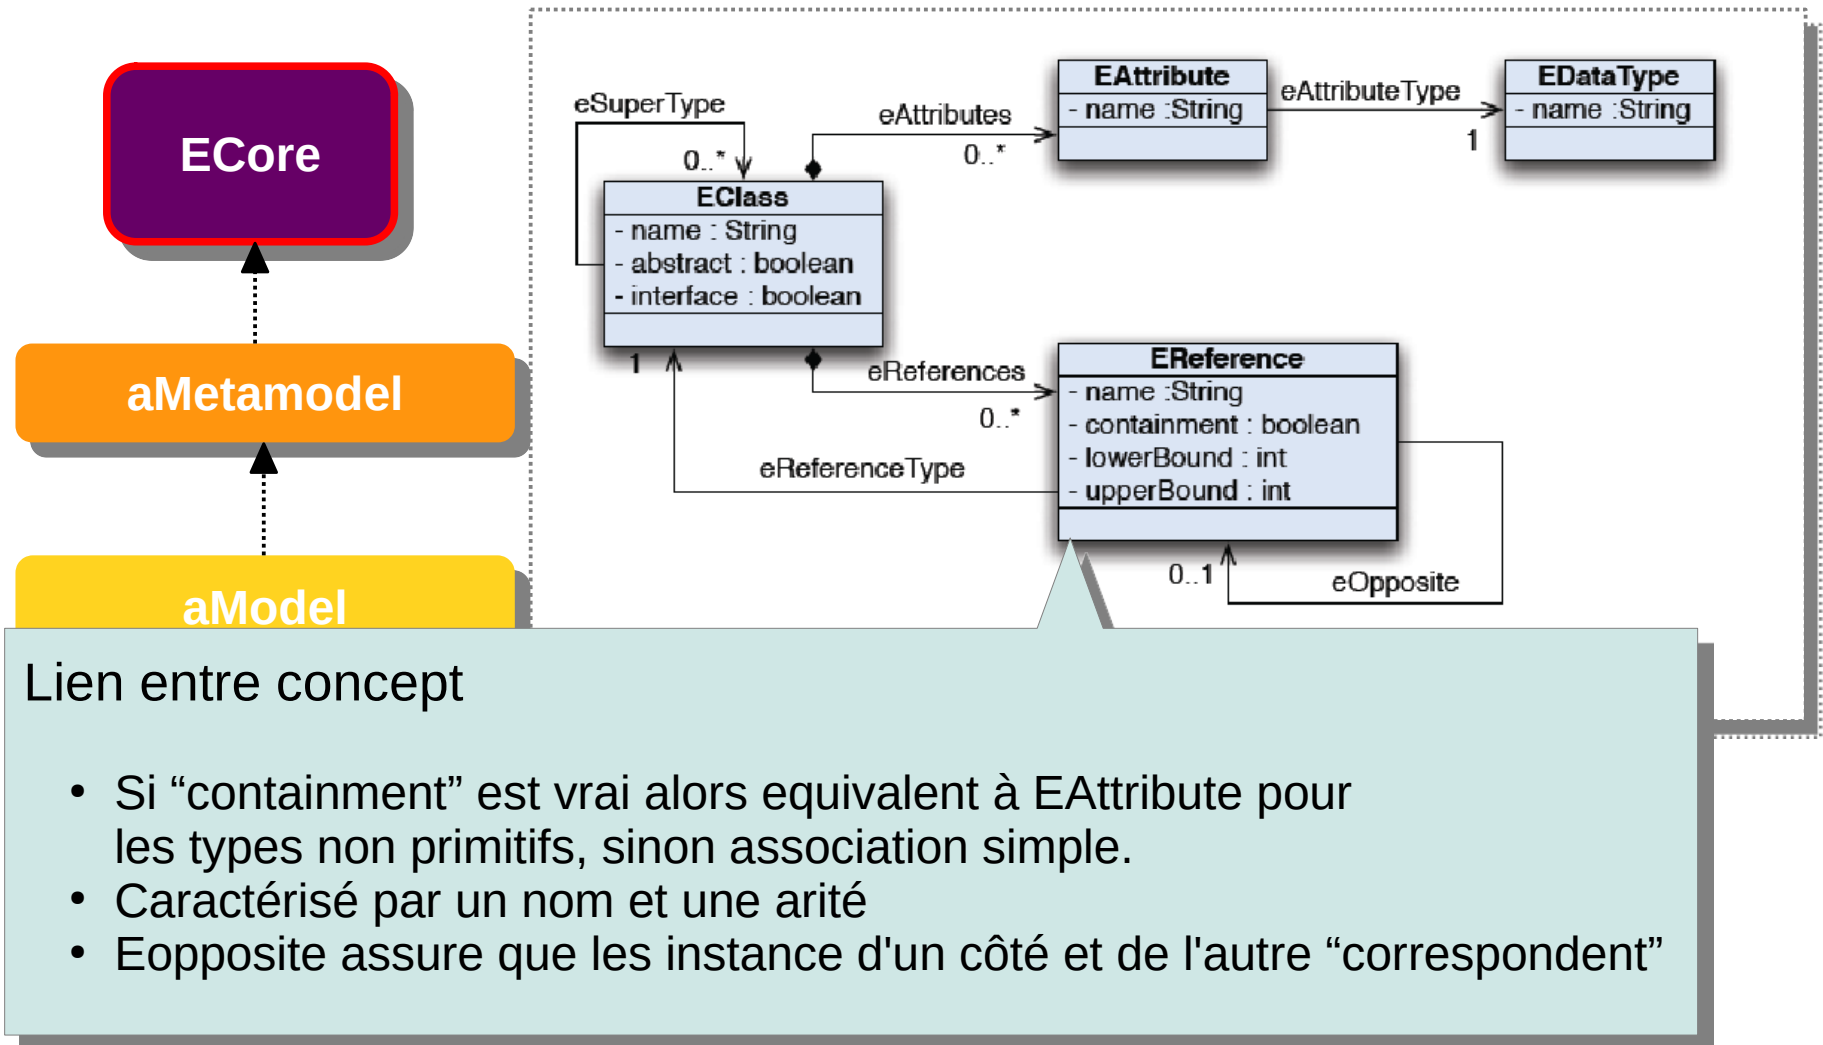 ECore
aMetamodel
aModel
eSuperType
0..*
EClass
- name : String
- abstract : boolean
- interface : boolean
1
eAttributes
0..*
EAttribute
- name :String
eAttributeType
1
EDataType
- name :String
eReferences
0..*
eReferenceType
EReference
- name :String
- containment : boolean
- lowerBound : int
- upperBound : int
0..1
eOpposite
Lien entre concept
• Si “containment” est vrai alors equivalent à EAttribute pour
les types non primitifs, sinon association simple.
• Caractérisé par un nom et une arité
• Eopposite assure que les instance d'un côté et de l'autre “correspondent”